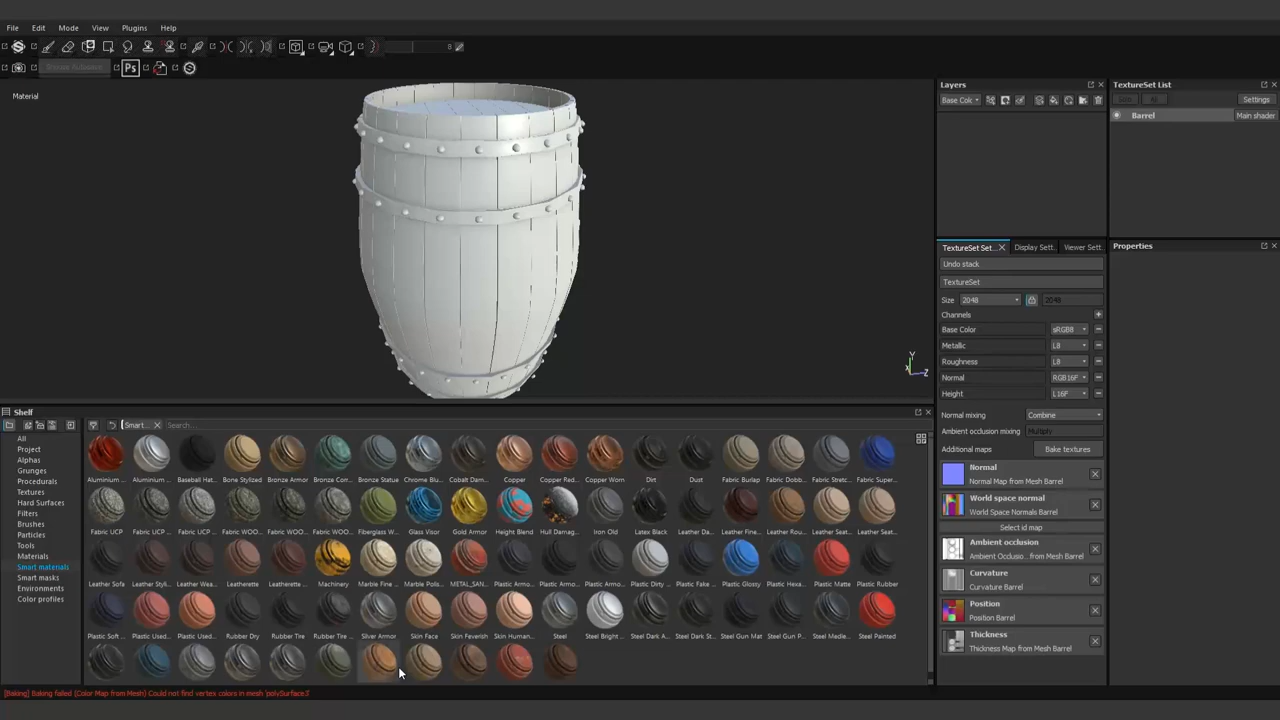 File Edit Mode View Plugins Help
8
Ps
Material
Layers
TextureSet List
Base Colc
Settings
Barrel
Main shader
TextureSet Set...
Display Sett.
Viewer Sett.
Properties
Undo stack
TextureSet
Size 2048 2048
Channels
Base Color sRGB8
Metallic L8
Roughness L8
Normal RGB16F
Height L16F
Normal mixing Combine
Ambient occlusion mixing Multiply
Additional maps Bake textures
Normal
Normal Map from Mesh Barrel
World space normal
World Space Normals Barrel
Select id map
Ambient occlusion
Ambient Occlusio... from Mesh Barrel
Curvature
Curvature Barrel
Position
Position Barrel
Thickness
Thickness Map from Mesh Barrel
Shelf
Smart... Search...
All
Project
Alphas
Grunges
Procedurals
Textures
Hard Surfaces
Filters
Brushes
Particles
Tools
Materials
Smart materials
Smart masks
Environments
Color profiles
Aluminium ... Aluminium ... Baseball Hat... Bone Stylized Bronze Armor Bronze Corr... Bronze Statue Chrome Blu... Cobalt Dam... Copper Copper Red... Copper Worn Dirt Dust Fabric Burlap Fabric Dobb... Fabric Stretc... Fabric Super...
Fabric UCP Fabric UCP ... Fabric UCP ... Fabric WOO... Fabric WOO... Fabric WOO... Fiberglass W... Glass Visor Gold Armor Height Blend Hull Damag... Iron Old Latex Black Leather Da... Leather Fine... Leather Rou... Leather Seat... Leather Seat...
Leather Sofa Leather Styli... Leather Wea... Leatherette Leatherette ... Machinery Marble Fine ... Marble Polis... METAL_SAN... Plastic Armo... Plastic Armo... Plastic Armo... Plastic Dirty ... Plastic Fake ... Plastic Glossy Plastic Hexa... Plastic Matte Plastic Rubber
Plastic Soft ... Plastic Used... Plastic Used... Rubber Dry Rubber Tire Rubber Tire ... Silver Armor Skin Face Skin Feverish Skin Human... Steel Steel Bright ... Steel Dark A... Steel Dark St... Steel Gun Mat Steel Gun P... Steel Medie... Steel Painted
Y
X
Z
[Baking] Baking failed (Color Map from Mesh) Could not find vertex colors in mesh 'polySurface3'